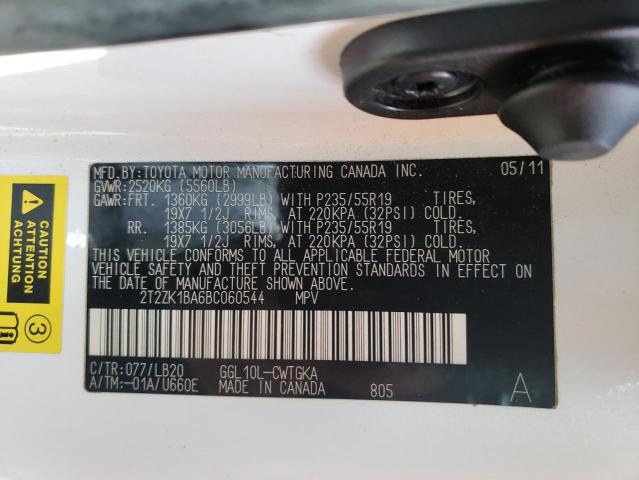 MFD.BY:TOYOTA MOTOR MANUFACTURING CANADA INC. 05/11
GVWR:2520KG (5560LB)
GAWR:FRT. 1360KG (2999LB) WITH P235/55R19 TIRES,
19X7 1/2J RIMS, AT 220KPA (32PSI) COLD.
RR. 1385KG (3056LB) WITH P235/55R19 TIRES,
19X7 1/2J RIMS, AT 220KPA (32PSI) COLD.
THIS VEHICLE CONFORMS TO ALL APPLICABLE FEDERAL MOTOR
VEHICLE SAFETY AND THEFT PREVENTION STANDARDS IN EFFECT ON
THE DATE OF MANUFACTURE SHOWN ABOVE.
2T2ZK1BA6BC060544 MPV
C/TR:077/LB20 GGL10L-CWTGKA
A/TM:-01A/U660E MADE IN CANADA 805 A
CAUTION
ATTENTION
ACHTUNG
3